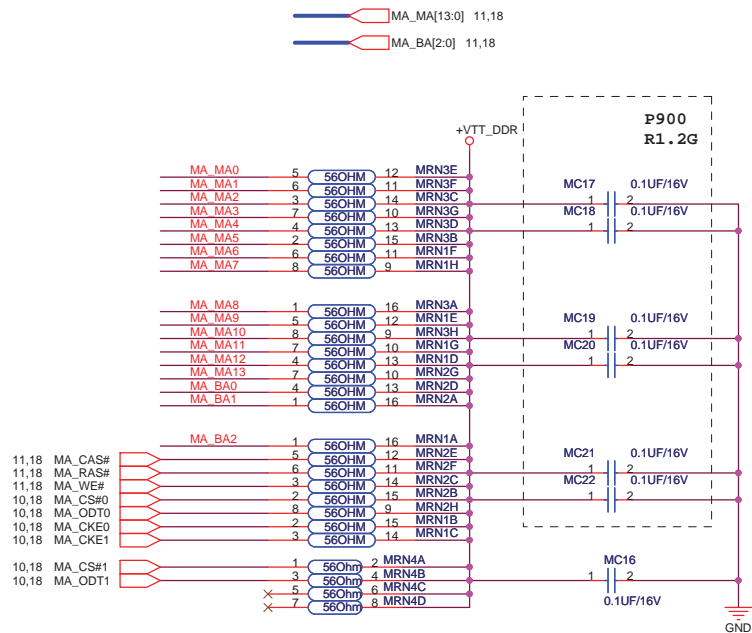 MA_MA[13:0] 11,18
MA_BA[2:0] 11,18
P900
R1.2G
+VTT_DDR
MA_MA0 5 56OHM 12 MRN3E
MA_MA1 6 56OHM 11 MRN3F
MC17 0.1UF/16V
MA_MA2 3 56OHM 14 MRN3C 1 2
MA_MA3 7 56OHM 10 MRN3G
MC18 0.1UF/16V
MA_MA4 4 56OHM 13 MRN3D 1 2
MA_MA5 2 56OHM 15 MRN3B
MA_MA6 6 56OHM 11 MRN1F
MA_MA7 8 56OHM 9 MRN1H
MA_MA8 1 56OHM 16 MRN3A
MA_MA9 5 56OHM 12 MRN1E
MC19 0.1UF/16V
MA_MA10 8 56OHM 9 MRN3H 1 2
MA_MA11 7 56OHM 10 MRN1G
MC20 0.1UF/16V
MA_MA12 4 56OHM 13 MRN1D 1 2
MA_MA13 7 56OHM 10 MRN2G
MA_BA0 4 56OHM 13 MRN2D
MA_BA1 1 56OHM 16 MRN2A
MA_BA2 1 56OHM 16 MRN1A
11,18 MA_CAS# 5 56OHM 12 MRN2E
MC21 0.1UF/16V
11,18 MA_RAS# 6 56OHM 11 MRN2F 1 2
11,18 MA_WE# 3 56OHM 14 MRN2C
MC22 0.1UF/16V
10,18 MA_CS#0 2 56OHM 15 MRN2B 1 2
10,18 MA_ODT0 8 56OHM 9 MRN2H
10,18 MA_CKE0 2 56OHM 15 MRN1B
10,18 MA_CKE1 3 56OHM 14 MRN1C
10,18 MA_CS#1 1 56Ohm 2 MRN4A
MC16
10,18 MA_ODT1 3 56Ohm 4 MRN4B 1 2
5 56Ohm 6 MRN4C
0.1UF/16V
7 56Ohm 8 MRN4D
GND